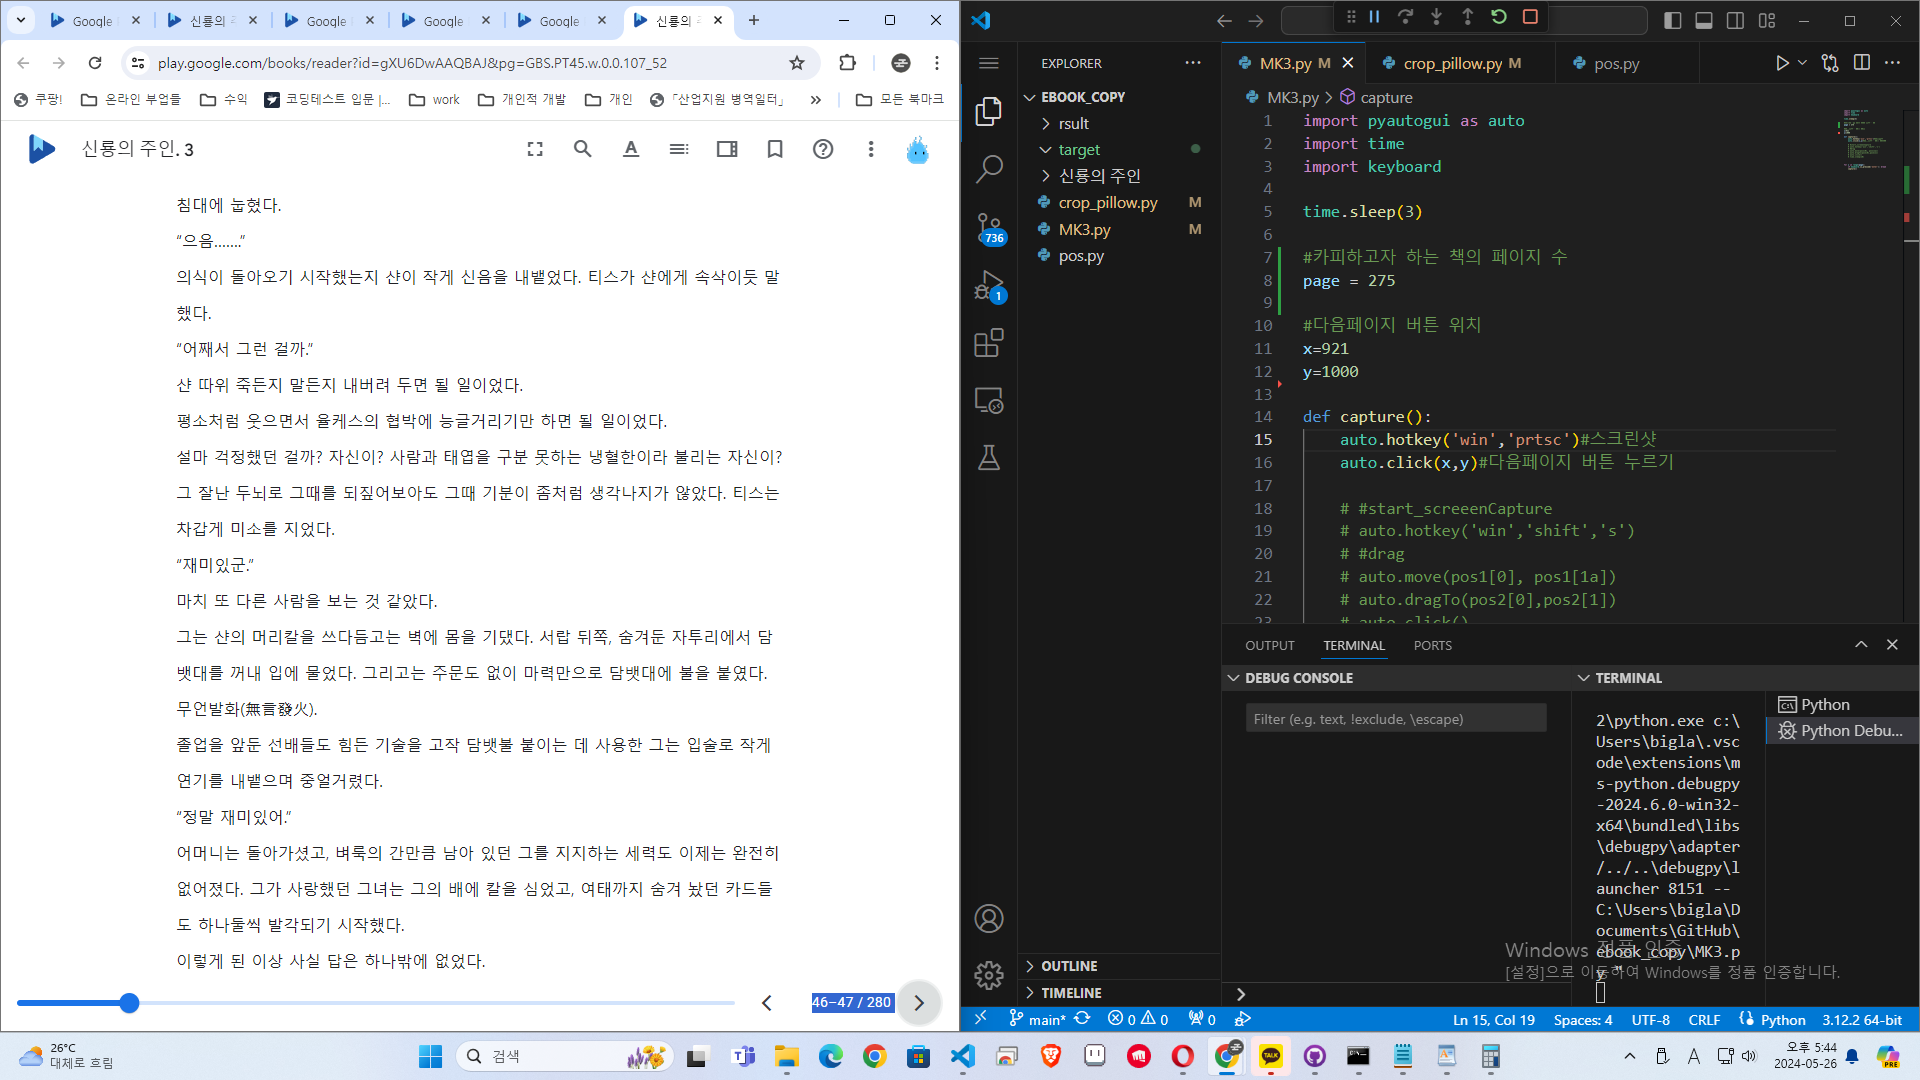 Google
신룡의 주
Google
Google
Google
신룡의 주
play.google.com/books/reader?id=gXU6DwAAQBAJ&pg=GBS.PT45.w.0.0.107_52
쿠팡!
온라인 부업들
수익
코딩테스트 입문 |...
work
개인적 개발
개인
「산업지원 병역일터」
»
모든 북마크
신룡의 주인. 3
침대에 눕혔다.
“으음…….”
의식이 돌아오기 시작했는지 샨이 작게 신음을 내뱉었다. 티스가 샨에게 속삭이듯 말
했다.
“어째서 그런 걸까.”
샨 따위 죽든지 말든지 내버려 두면 될 일이었다.
평소처럼 웃으면서 율케스의 협박에 능글거리기만 하면 될 일이었다.
설마 걱정했던 걸까? 자신이? 사람과 태엽을 구분 못하는 냉혈한이라 불리는 자신이?
그 잘난 두뇌로 그때를 되짚어보아도 그때 기분이 좀처럼 생각나지가 않았다. 티스는
차갑게 미소를 지었다.
“재미있군.”
마치 또 다른 사람을 보는 것 같았다.
그는 샨의 머리칼을 쓰다듬고는 벽에 몸을 기댔다. 서랍 뒤쪽, 숨겨둔 자투리에서 담
뱃대를 꺼내 입에 물었다. 그리고는 주문도 없이 마력만으로 담뱃대에 불을 붙였다.
무언발화(無言發火).
졸업을 앞둔 선배들도 힘든 기술을 고작 담뱃불 붙이는 데 사용한 그는 입술로 작게
연기를 내뱉으며 중얼거렸다.
“정말 재미있어.”
어머니는 돌아가셨고, 벼룩의 간만큼 남아 있던 그를 지지하는 세력도 이제는 완전히
없어졌다. 그가 사랑했던 그녀는 그의 배에 칼을 심었고, 여태까지 숨겨 놨던 카드들
도 하나둘씩 발각되기 시작했다.
이렇게 된 이상 사실 답은 하나밖에 없었다.
46–47 / 280
EXPLORER
EBOOK_COPY
rsult
target
신룡의 주인
crop_pillow.py M
MK3.py M
pos.py
736
1
OUTLINE
TIMELINE
MK3.py M
crop_pillow.py M
pos.py
MK3.py > capture
1 import pyautogui as auto
2 import time
3 import keyboard
4
5 time.sleep(3)
6
7 #카피하고자 하는 책의 페이지 수
8 page = 275
9
10 #다음페이지 버튼 위치
11 x=921
12 y=1000
13
14 def capture():
15 auto.hotkey('win','prtsc')#스크린샷
16 auto.click(x,y)#다음페이지 버튼 누르기
17
18 # #start_screeenCapture
19 # auto.hotkey('win','shift','s')
20 # #drag
21 # auto.move(pos1[0], pos1[1a])
22 # auto.dragTo(pos2[0],pos2[1])
23 # auto.click()
OUTPUT TERMINAL PORTS
DEBUG CONSOLE
Filter (e.g. text, !exclude, \escape)
TERMINAL
2\python.exe c:\
Users\bigla\.vsc
ode\extensions\m
s-python.debugpy
-2024.6.0-win32-
x64\bundled\libs
\debugpy\adapter
/../..\debugpy\l
auncher 8151 --
C:\Users\bigla\D
ocuments\GitHub\
ebook_copy\MK3.p
y "
Python
Python Debu...
Windows 정품 인증
[설정]으로 이동하여 Windows를 정품 인증합니다.
main* 0 0 0
Ln 15, Col 19 Spaces: 4 UTF-8 CRLF Python 3.12.2 64-bit
26°C
대체로 흐림
검색
TALK
A
오후 5:44
2024-05-26
PRE